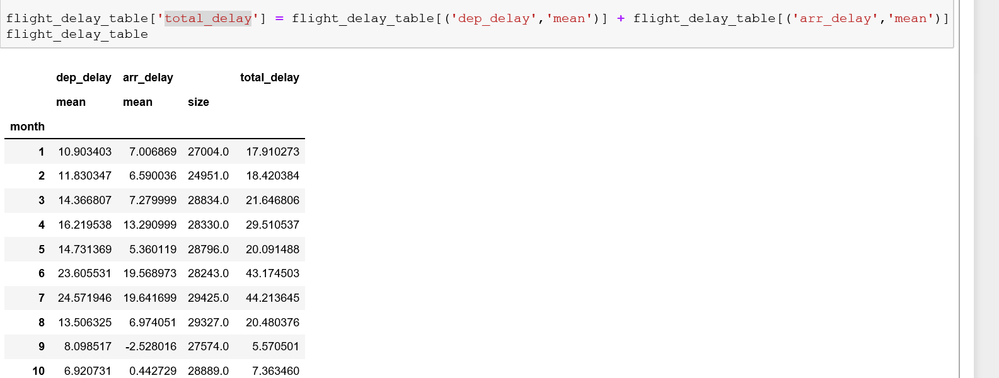 flight_delay_table['total_delay'] = flight_delay_table[('dep_delay','mean')] + flight_delay_table[('arr_delay','mean')]
flight_delay_table
dep_delay arr_delay total_delay
mean mean size
month
1 10.903403 7.006869 27004.0 17.910273
2 11.830347 6.590036 24951.0 18.420384
3 14.366807 7.279999 28834.0 21.646806
4 16.219538 13.290999 28330.0 29.510537
5 14.731369 5.360119 28796.0 20.091488
6 23.605531 19.568973 28243.0 43.174503
7 24.571946 19.641699 29425.0 44.213645
8 13.506325 6.974051 29327.0 20.480376
9 8.098517 -2.528016 27574.0 5.570501
10 6.920731 0.442729 28889.0 7.363460